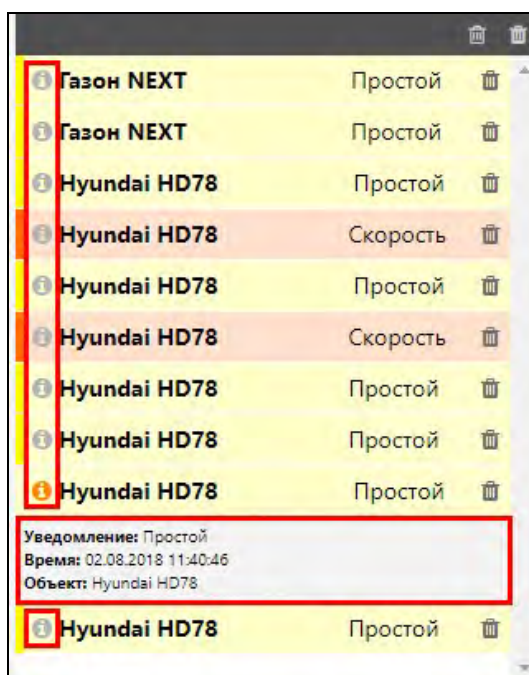 Газон NEXT Простой
Газон NEXT Простой
Hyundai HD78 Простой
Hyundai HD78 Скорость
Hyundai HD78 Простой
Hyundai HD78 Скорость
Hyundai HD78 Простой
Hyundai HD78 Простой
Hyundai HD78 Простой
Уведомление: Простой
Время: 02.08.2018 11:40:46
Объект: Hyundai HD78
Hyundai HD78 Простой